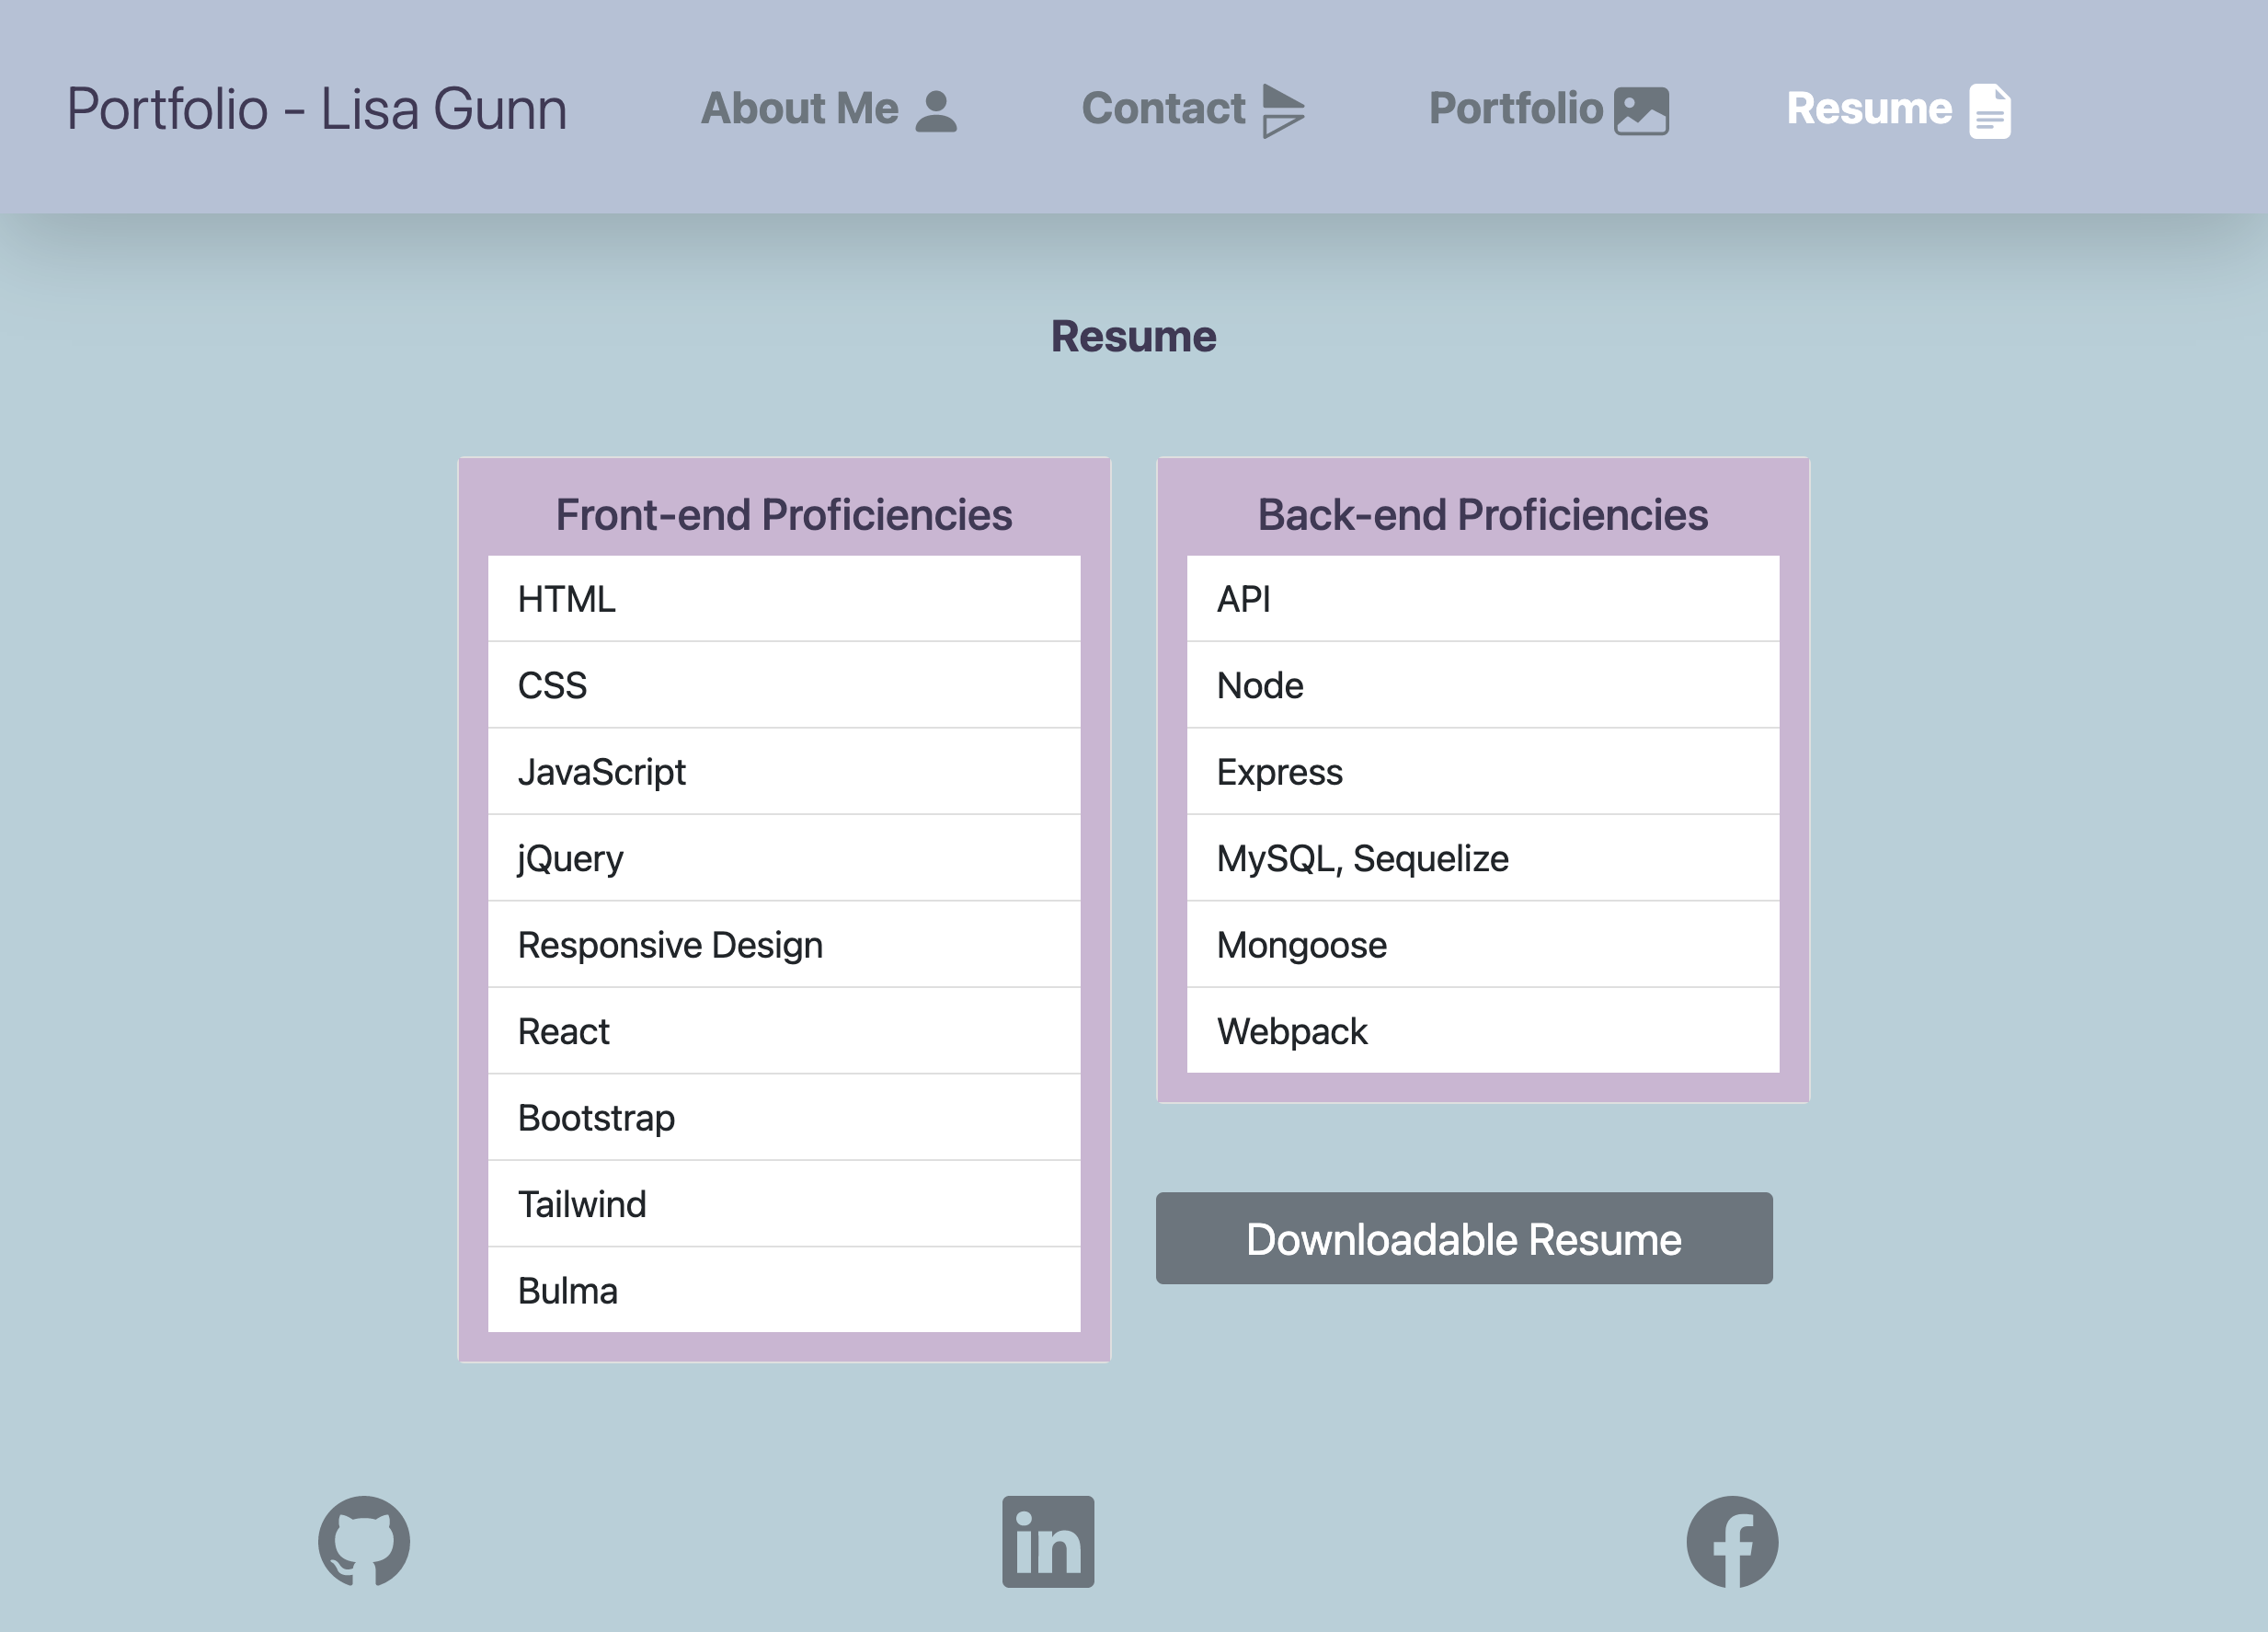 Portfolio - Lisa Gunn
About Me
Contact
Portfolio
Resume
Resume
Front-end Proficiencies
HTML
CSS
JavaScript
jQuery
Responsive Design
React
Bootstrap
Tailwind
Bulma
Back-end Proficiencies
API
Node
Express
MySQL, Sequelize
Mongoose
Webpack
Downloadable Resume
in
f